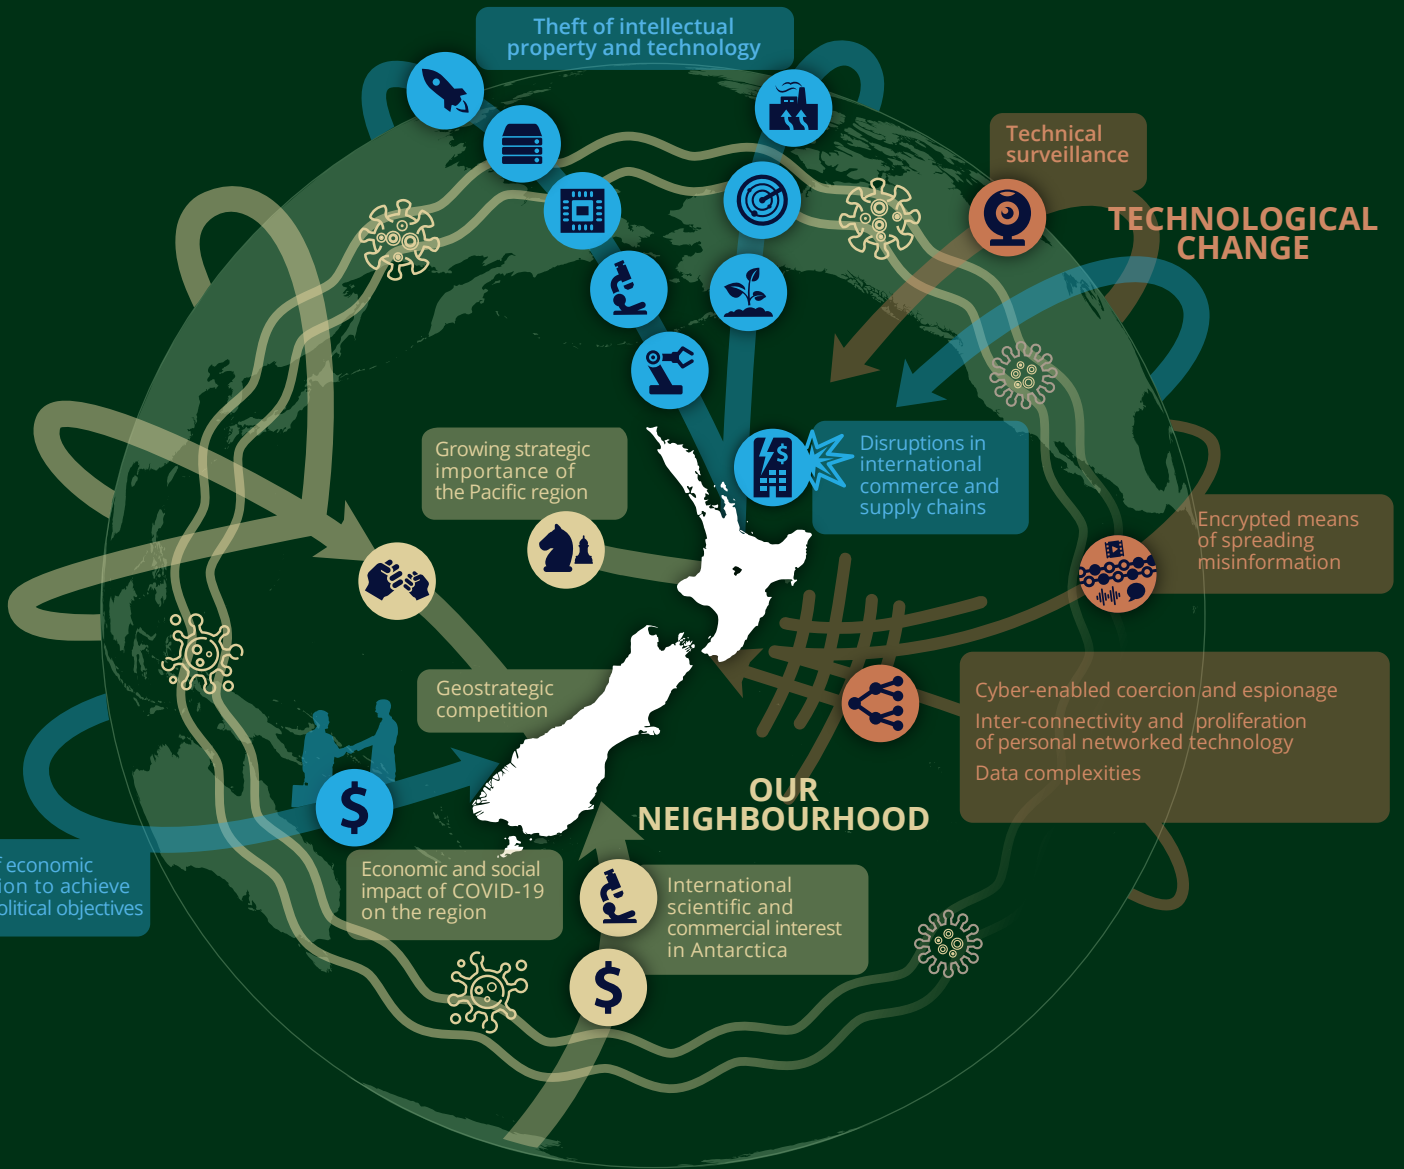 Theft of intellectual
property and technology
Technical
surveillance
TECHNOLOGICAL
CHANGE
Growing strategic
importance of
the Pacific region
$
Disruptions in
international
commerce and
supply chains
Encrypted means
of spreading
misinformation
Geostrategic
competition
Cyber-enabled coercion and espionage
Inter-connectivity and proliferation
of personal networked technology
Data complexities
OUR
NEIGHBOURHOOD
$
economic
to achieve
objectives
Economic and social
impact of COVID-19
on the region
International
scientific and
commercial interest
in Antarctica
$